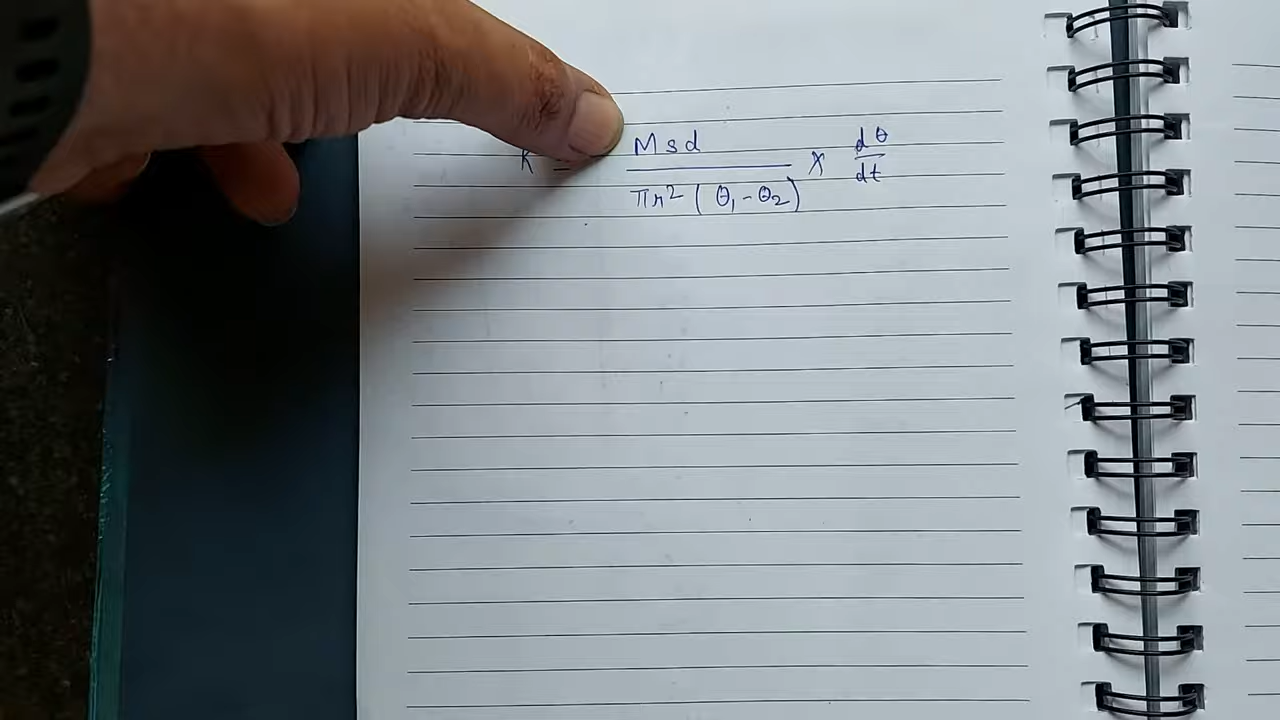 K = Msd / πr² (θ₁ - θ₂) × dθ / dt